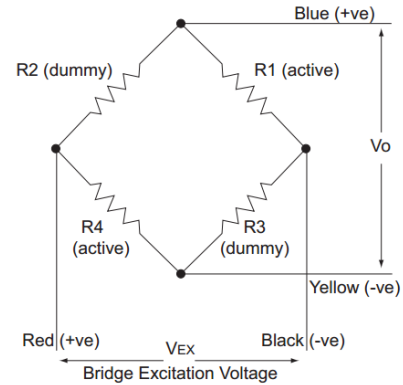 Blue (+ve)
R2 (dummy)
R1 (active)
Vo
R4
(active)
R3
(dummy)
Yellow (-ve)
Red (+ve)
VEX
Black (-ve)
Bridge Excitation Voltage